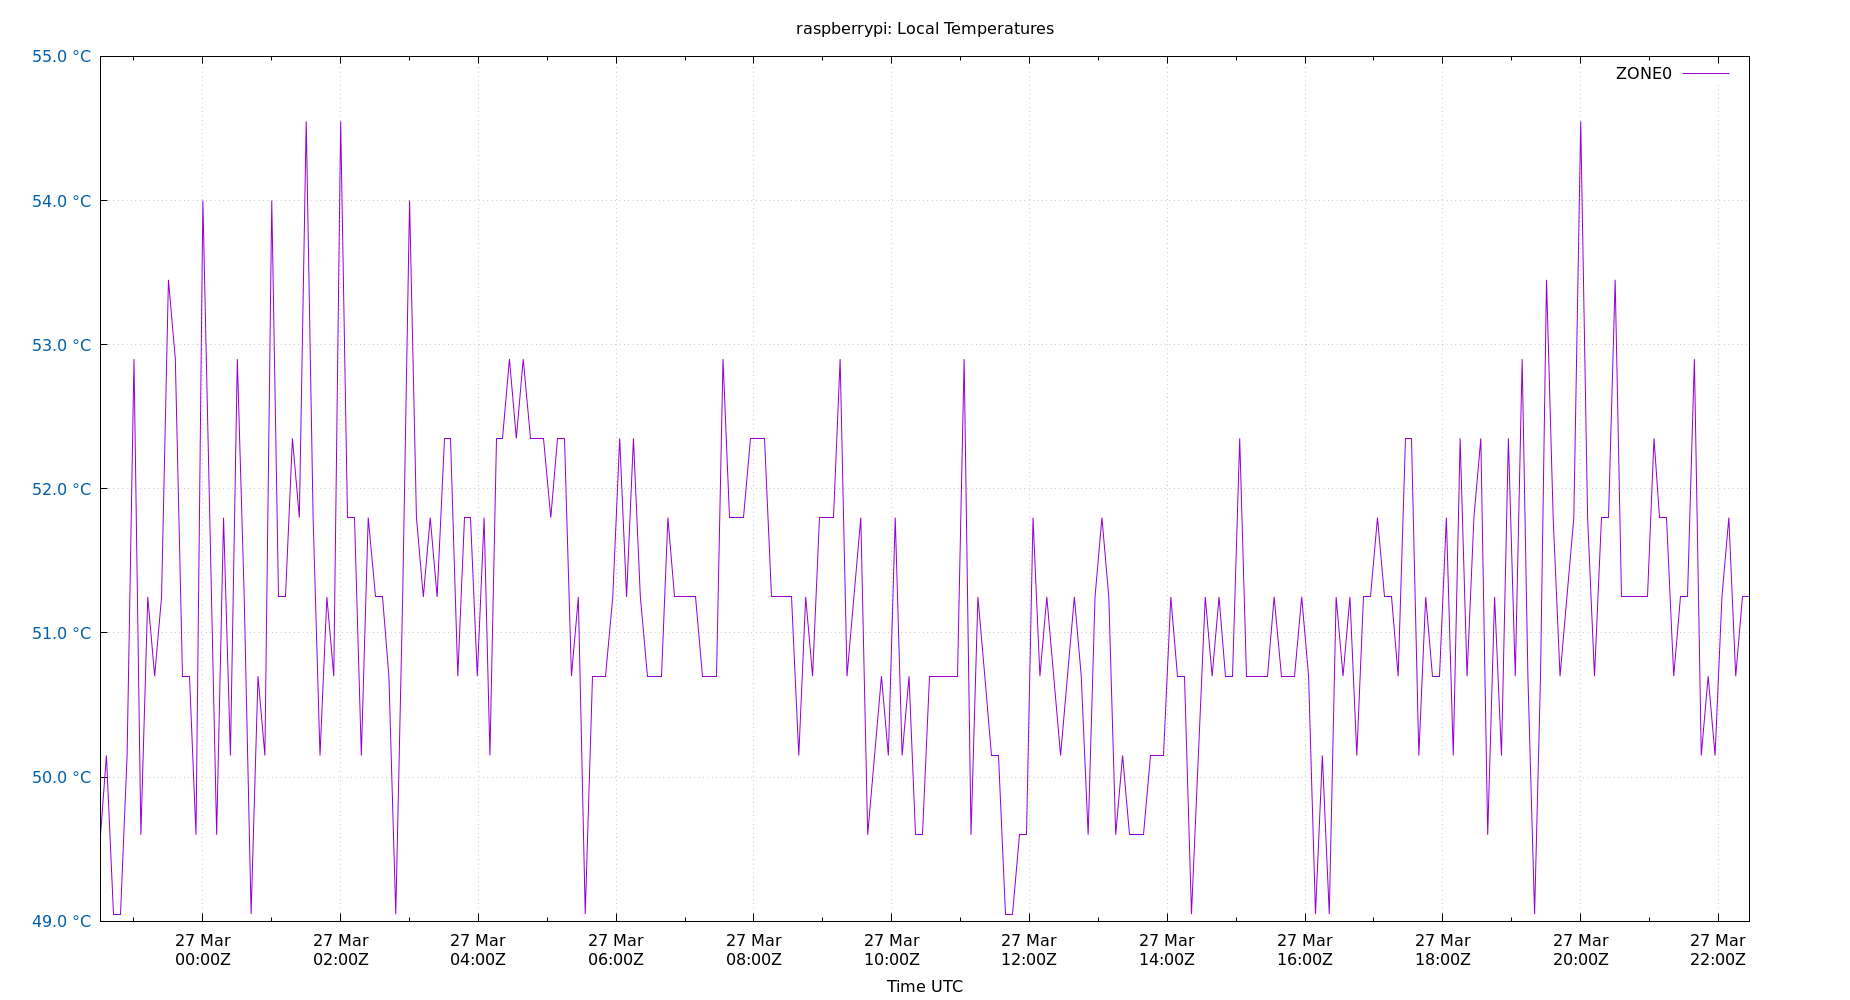 raspberrypi: Local Temperatures
55.0 °C
ZONE0
54.0 °C
53.0 °C
52.0 °C
51.0 °C
50.0 °C
49.0 °C
27 Mar 27 Mar 27 Mar 27 Mar 27 Mar 27 Mar 27 Mar 27 Mar 27 Mar 27 Mar 27 Mar 27 Mar
00:00Z 02:00Z 04:00Z 06:00Z 08:00Z 10:00Z 12:00Z 14:00Z 16:00Z 18:00Z 20:00Z 22:00Z
Time UTC